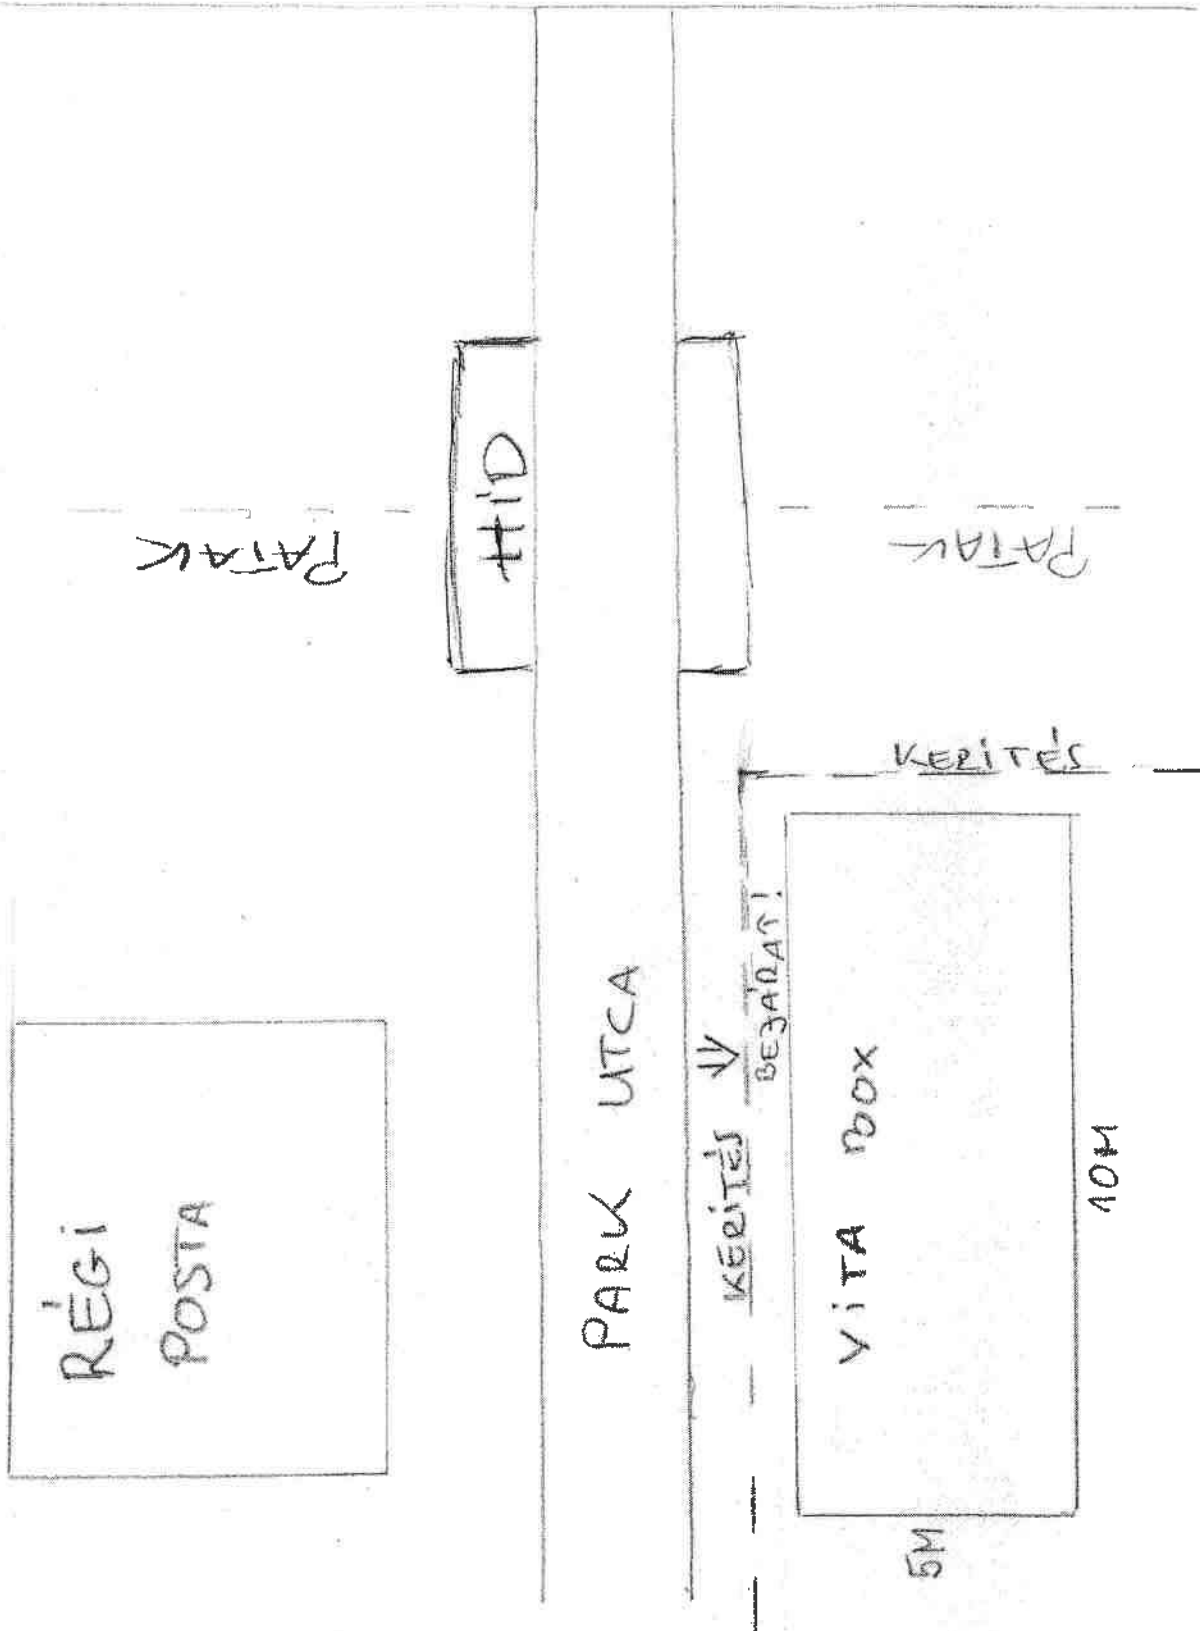 PATAK
HÍD
PATAK
KERÍTÉS
RÉGI
POSTA
PARK UTCA
KERÍTÉS
BEJÁRAT!
VITA BOX
10M
5M